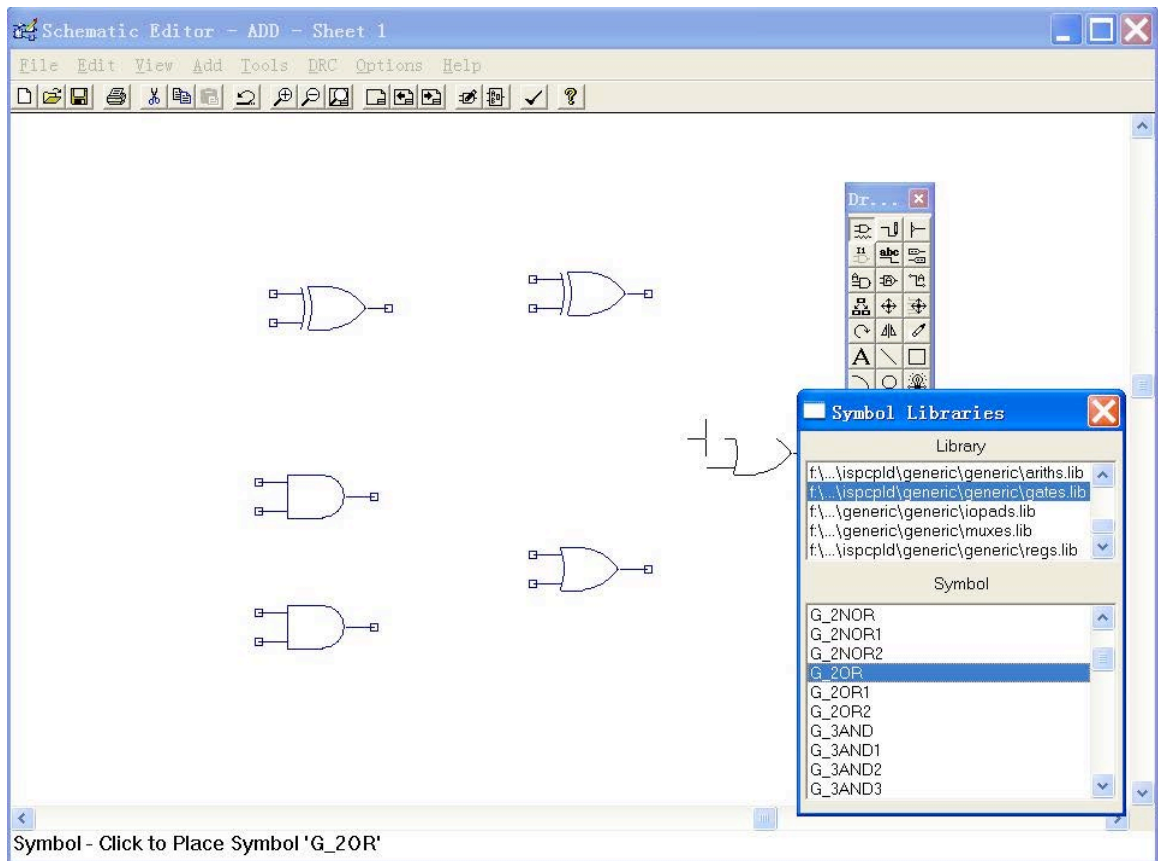 Schematic Editor - ADD - Sheet 1
File Edit View Add Tools DRC Options Help
Dr...
I1
abc
A
Symbol Libraries
Library
f:\...\ispcpld\generic\generic\ariths.lib
f:\...\ispcpld\generic\generic\gates.lib
f:\...\generic\generic\iopads.lib
f:\...\generic\generic\muxes.lib
f:\...\ispcpld\generic\generic\regs.lib
Symbol
G_2NOR
G_2NOR1
G_2NOR2
G_2OR
G_2OR1
G_2OR2
G_3AND
G_3AND1
G_3AND2
G_3AND3
Symbol - Click to Place Symbol 'G_2OR'